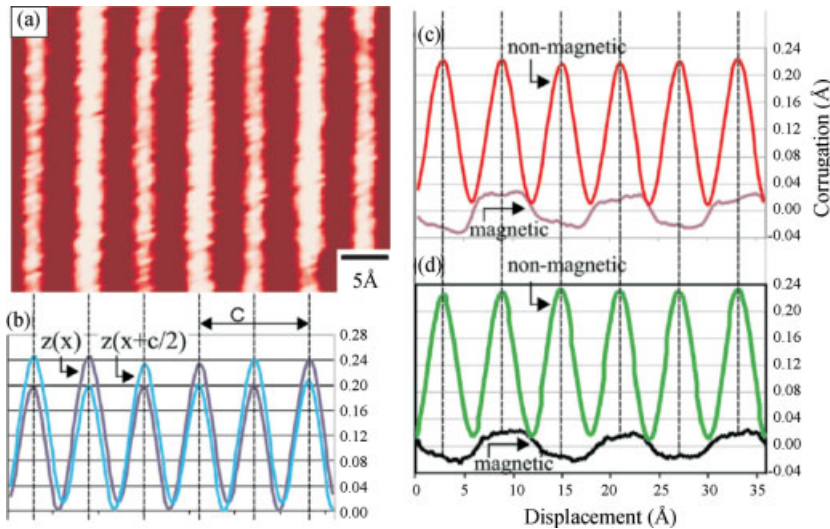 (a)
5Å
(b)
z(x) z(x+c/2)
C
0.28
0.24
0.20
0.16
0.12
0.08
0.04
0.00
(c)
non-magnetic
magnetic
0.24
0.20
0.16
0.12
0.08
0.04
0.00
-0.04
Corrugation (Å)
(d)
non-magnetic
magnetic
0.24
0.20
0.16
0.12
0.08
0.04
0.00
-0.04
0 5 10 15 20 25 30 35
Displacement (Å)